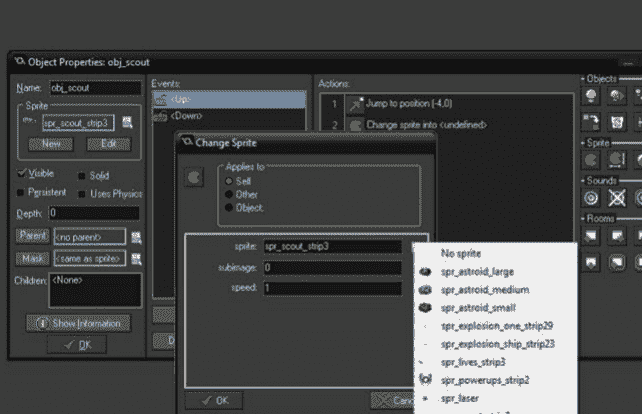 Object Properties: obj_scout
Name: obj_scout
Sprite
spr_scout_strip3
New Edit
Visible Solid
Persistent Uses Physics
Depth: 0
Parent <no parent>
Mask <same as sprite>
Children: <None>
Show Information
OK
Events:
<Up>
<Down>
Actions:
1 Jump to position (-4,0)
2 Change sprite into <undefined>
Change Sprite
Applies to
Self
Other
Object:
sprite: spr_scout_strip3
subimage: 0
speed: 1
OK
No sprite
spr_astroid_large
spr_astroid_medium
spr_astroid_small
spr_explosion_one_strip29
spr_explosion_ship_strip23
spr_lives_strip3
spr_powerups_strip2
spr_laser
Objects
Sprite
Sounds
Rooms